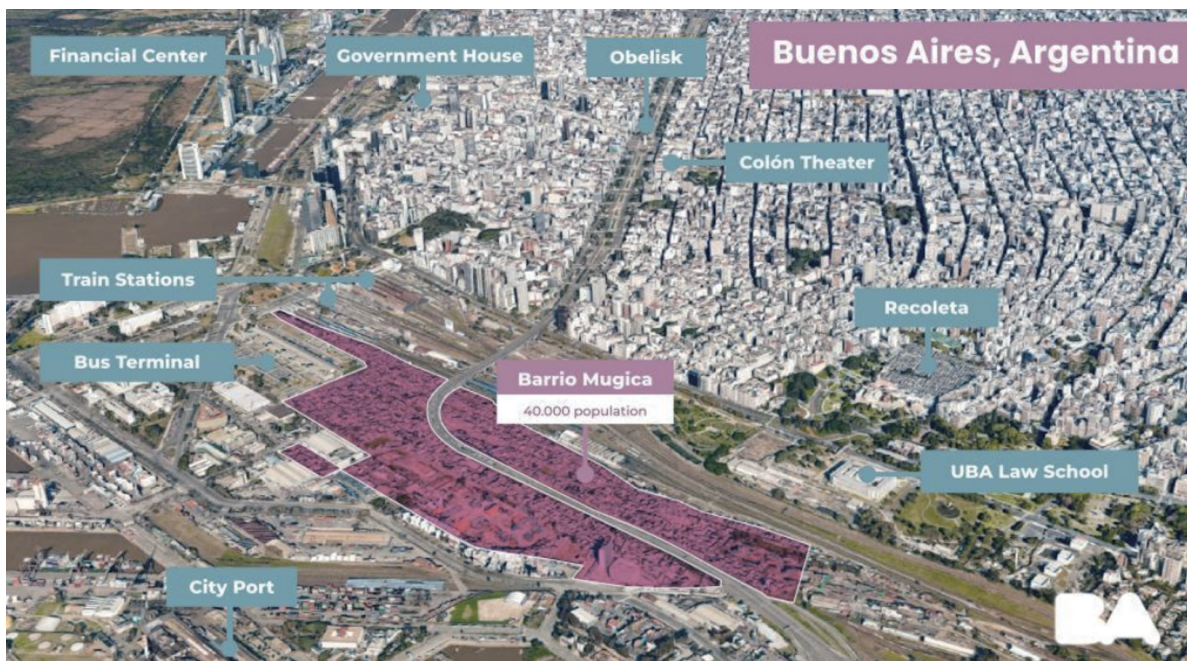 Buenos Aires, Argentina
Financial Center
Government House
Obelisk
Colón Theater
Train Stations
Recoleta
Bus Terminal
Barrio Mugica
40.000 population
UBA Law School
City Port
BA